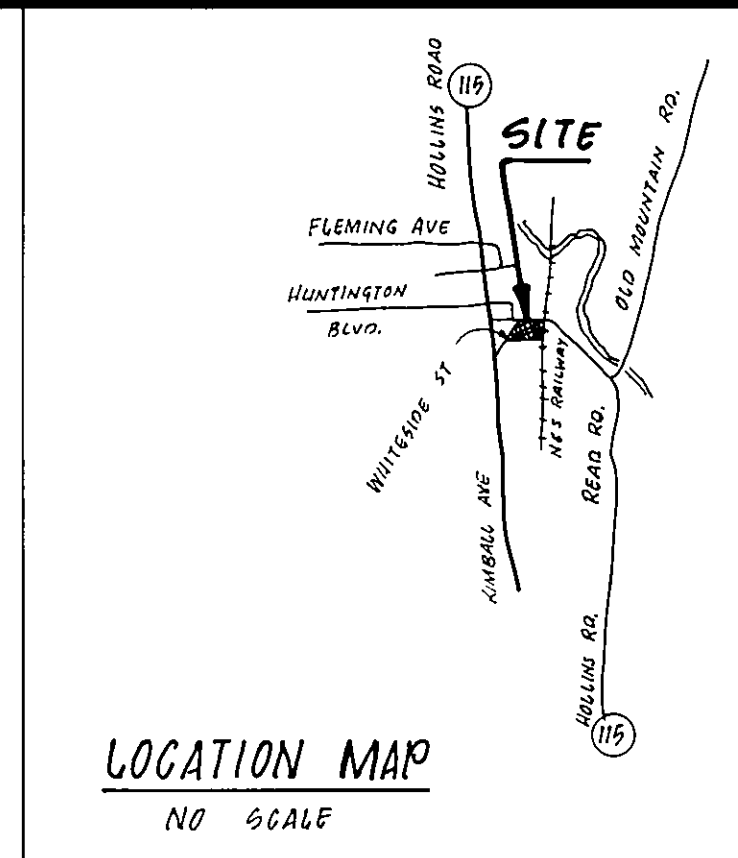 HOLLINS ROAD
115
SITE
OLD MOUNTAIN RD.
FLEMING AVE
HUNTINGTON
BLVD.
WHITESIDE ST
N&S RAILWAY
READ RD.
KIMBALL AVE
HOLLINS RD.
115
LOCATION MAP
NO SCALE